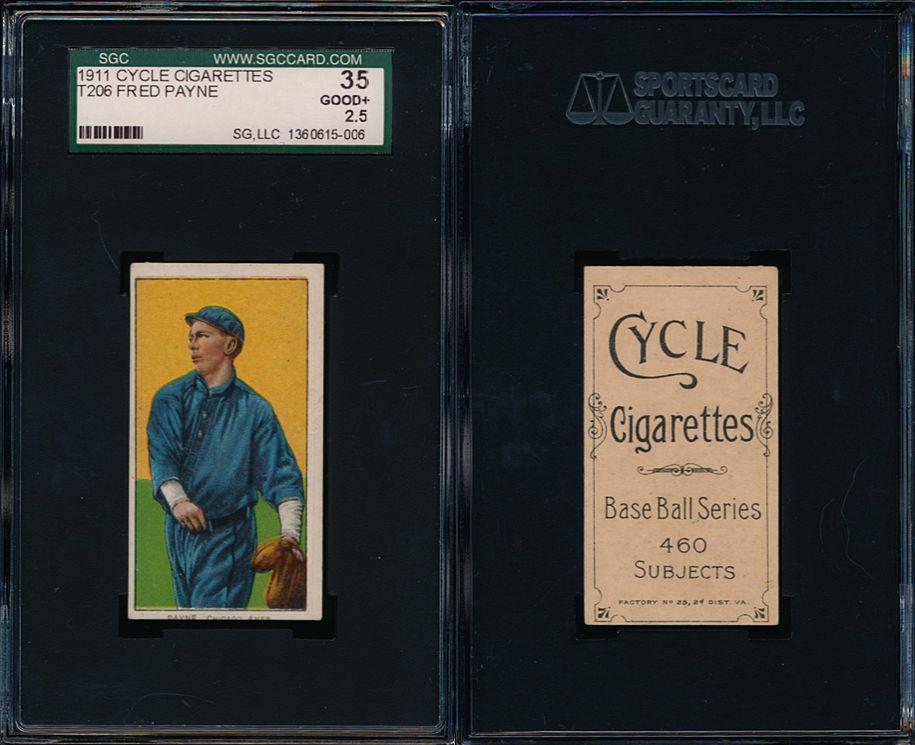 SGC WWW.SGCCARD.COM
1911 CYCLE CIGARETTES 35
T206 FRED PAYNE GOOD+
2.5
SG,LLC 1360615-006
PAYNE, CHICAGO AMER.
SPORTSCARD
GUARANTY, LLC
CYCLE
Cigarettes
Base Ball Series
460
SUBJECTS
FACTORY No 25, 2d DIST. VA.